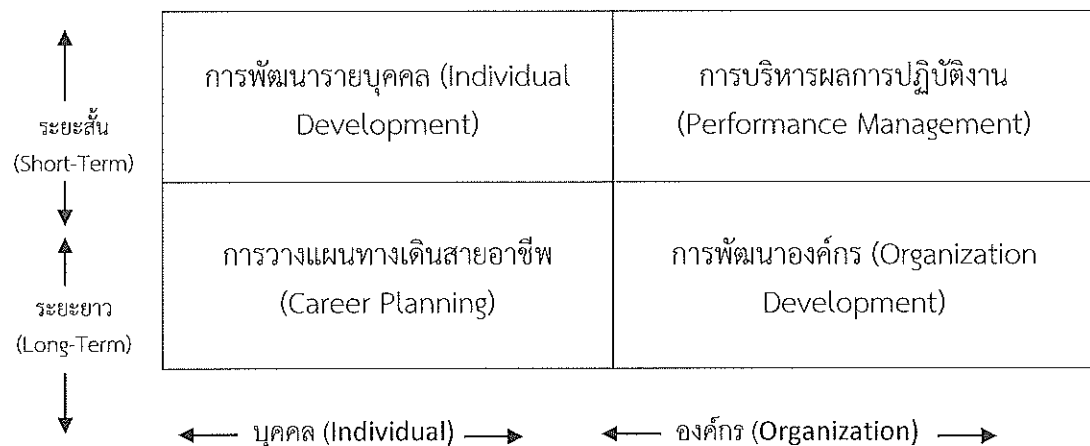 การพัฒนารายบุคคล (Individual
Development)
การบริหารผลการปฏิบัติงาน
(Performance Management)
ระยะสั้น
(Short-Term)
การวางแผนทางเดินสายอาชีพ
(Career Planning)
การพัฒนาองค์กร (Organization
Development)
ระยะยาว
(Long-Term)
บุคคล (Individual)
องค์กร (Organization)